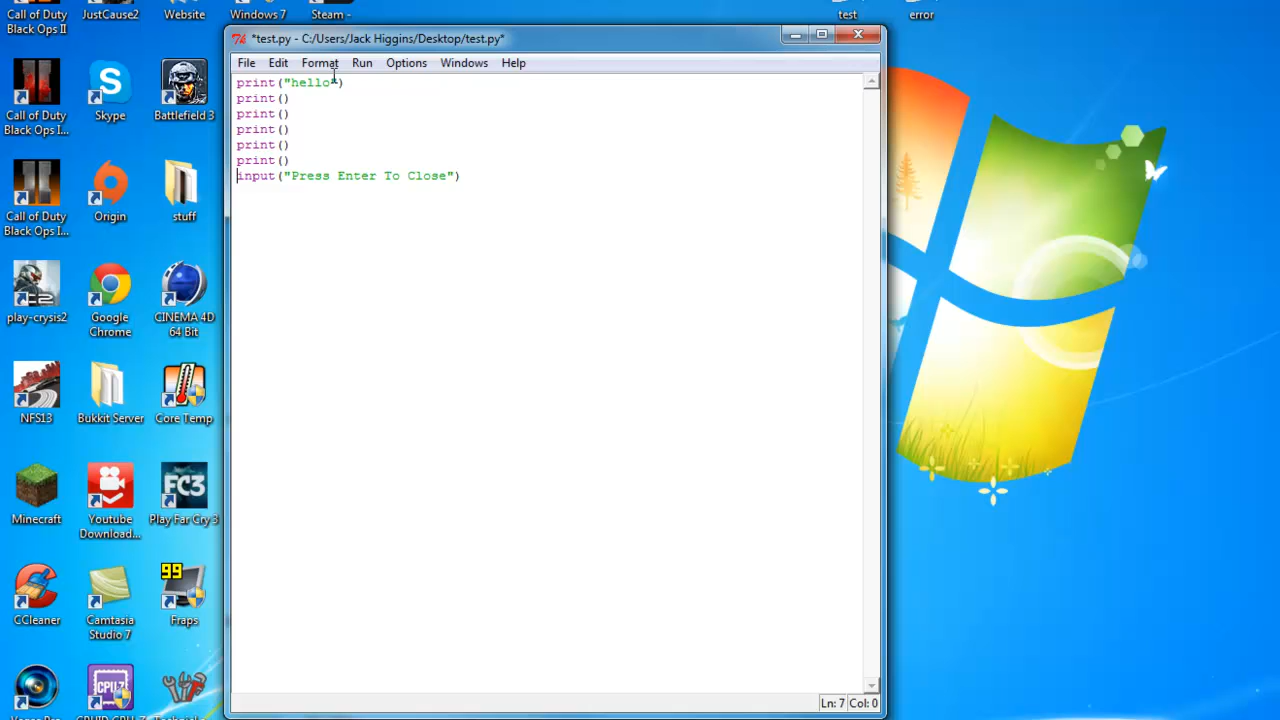 Call of Duty
Black Ops II
JustCause2
Website
Windows 7
Steam -
test
error
*test.py - C:/Users/Jack Higgins/Desktop/test.py*
File Edit Format Run Options Windows Help
print("hello")
print()
print()
print()
print()
print()
input("Press Enter To Close")
Ln: 7 Col: 0
Call of Duty
Black Ops I...
Skype
Battlefield 3
Call of Duty
Black Ops I...
Origin
stuff
play-crysis2
Google
Chrome
CINEMA 4D
64 Bit
NFS13
Bukkit Server
Core Temp
Minecraft
Youtube
Download...
FC3
Play Far Cry 3
CCleaner
Camtasia
Studio 7
99
Fraps
CPU-Z